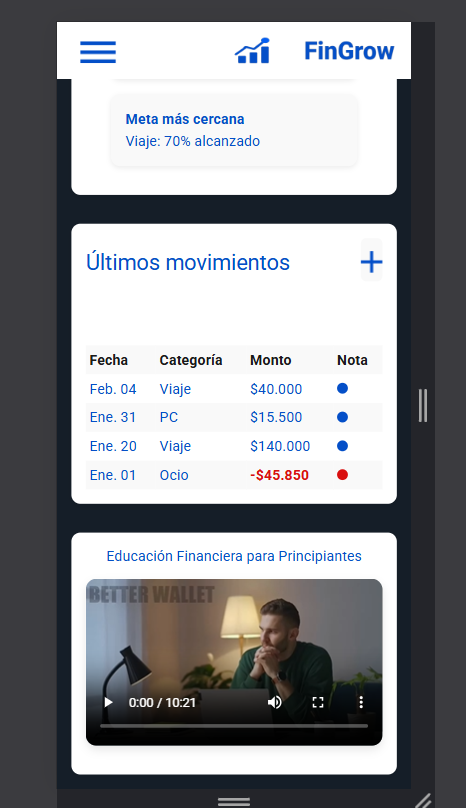 FinGrow
Meta más cercana
Viaje: 70% alcanzado
Últimos movimientos
Fecha Categoría Monto Nota
Feb. 04 Viaje $40.000
Ene. 31 PC $15.500
Ene. 20 Viaje $140.000
Ene. 01 Ocio -$45.850
Educación Financiera para Principiantes
BETTER WALLET
0:00 / 10:21